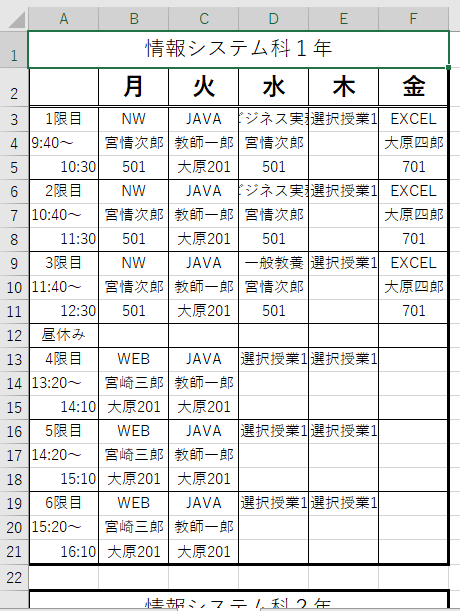 A B C D E F
1 情報システム科１年
2 月 火 水 木 金
3 1限目 NW JAVA ビジネス実 選択授業1 EXCEL
4 9:40～ 宮情次郎 教師一郎 宮情次郎 大原四郎
5 10:30 501 大原201 501 701
6 2限目 NW JAVA ビジネス実 選択授業1 EXCEL
7 10:40～ 宮情次郎 教師一郎 宮情次郎 大原四郎
8 11:30 501 大原201 501 701
9 3限目 NW JAVA 一般教養 選択授業1 EXCEL
10 11:40～ 宮情次郎 教師一郎 宮情次郎 大原四郎
11 12:30 501 大原201 501 701
12 昼休み
13 4限目 WEB JAVA 選択授業1 選択授業1
14 13:20～ 宮崎三郎 教師一郎
15 14:10 大原201 大原201
16 5限目 WEB JAVA 選択授業1 選択授業1
17 14:20～ 宮崎三郎 教師一郎
18 15:10 大原201 大原201
19 6限目 WEB JAVA 選択授業1 選択授業1
20 15:20～ 宮崎三郎 教師一郎
21 16:10 大原201 大原201
22
情報システム科２年